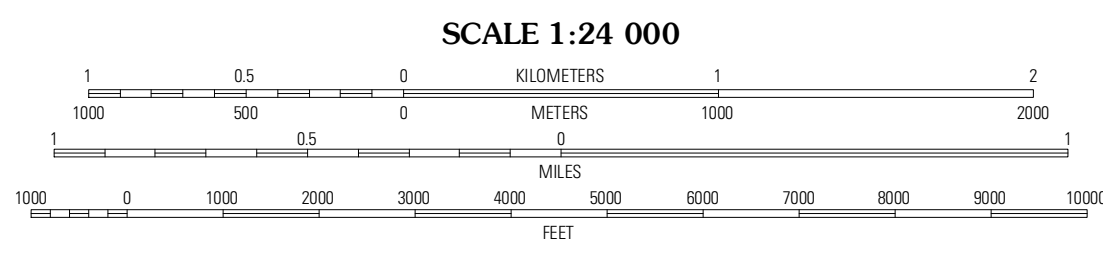 SCALE 1:24 000
1 0.5 0 KILOMETERS 1 2
1000 500 0 METERS 1000 2000
1 0.5 0 1
MILES
1000 0 1000 2000 3000 4000 5000 6000 7000 8000 9000 10000
FEET